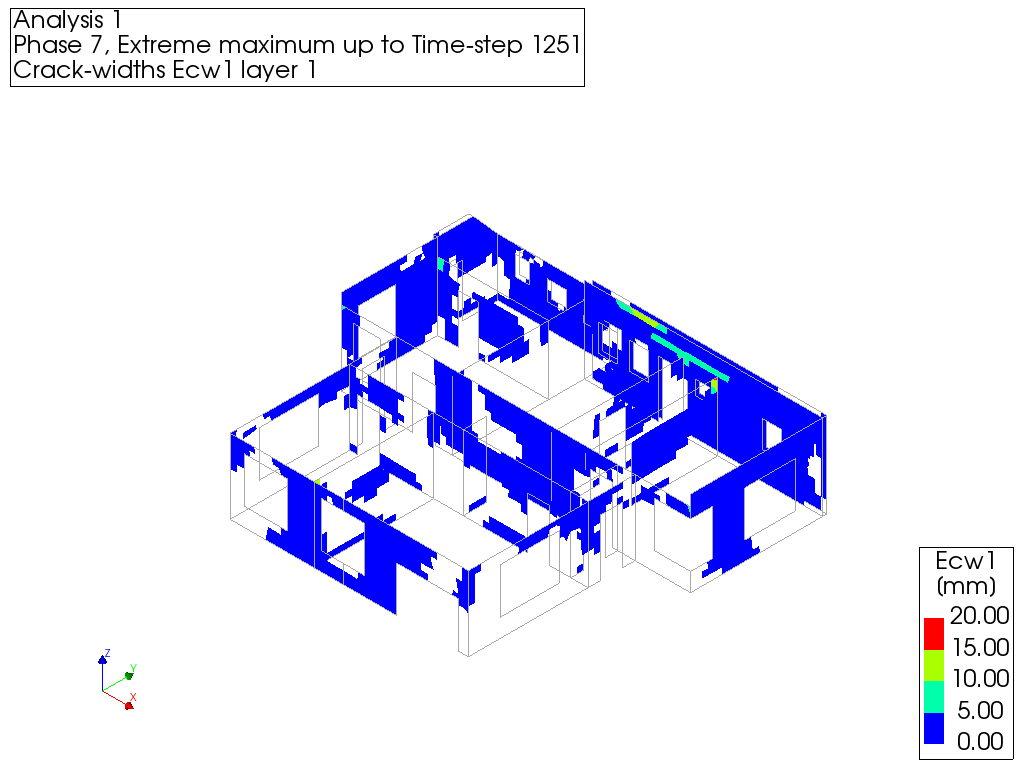 Analysis 1
Phase 7, Extreme maximum up to Time-step 1251
Crack-widths Ecw1 layer 1
Z
Y
X
Ecw1
(mm)
20.00
15.00
10.00
5.00
0.00